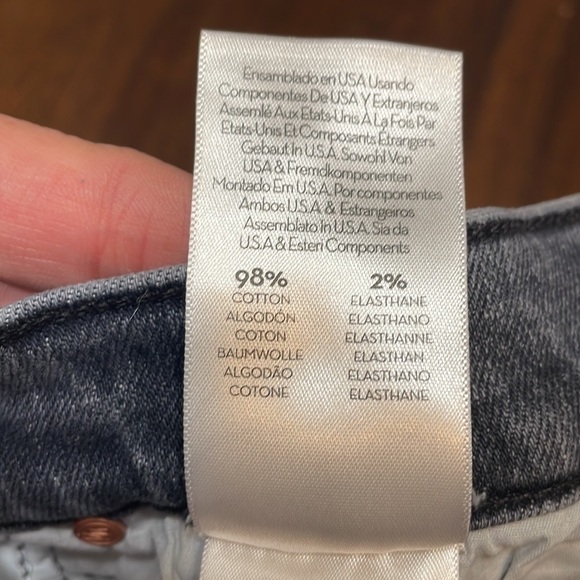 Ensamblado en USA Usando
Componentes De USA Y Extranjeros
Assemlé Aux Etats-Unis À La Fois Par
Etats-Unis Et Composants Étrangers
Gebaut In U.S.A. Sowohl Von
USA & Fremdkomponenten
Montado Em U.S.A. Por componentes
Ambos U.S.A & Estrangeiros
Assemblato in U.S.A. Sia da
U.S.A & Esteri Components
98% 2%
COTTON ELASTHANE
ALGODÓN ELASTHANO
COTON ELASTHANNE
BAUMWOLLE ELASTHAN
ALGODÃO ELASTHANO
COTONE ELASTHANE